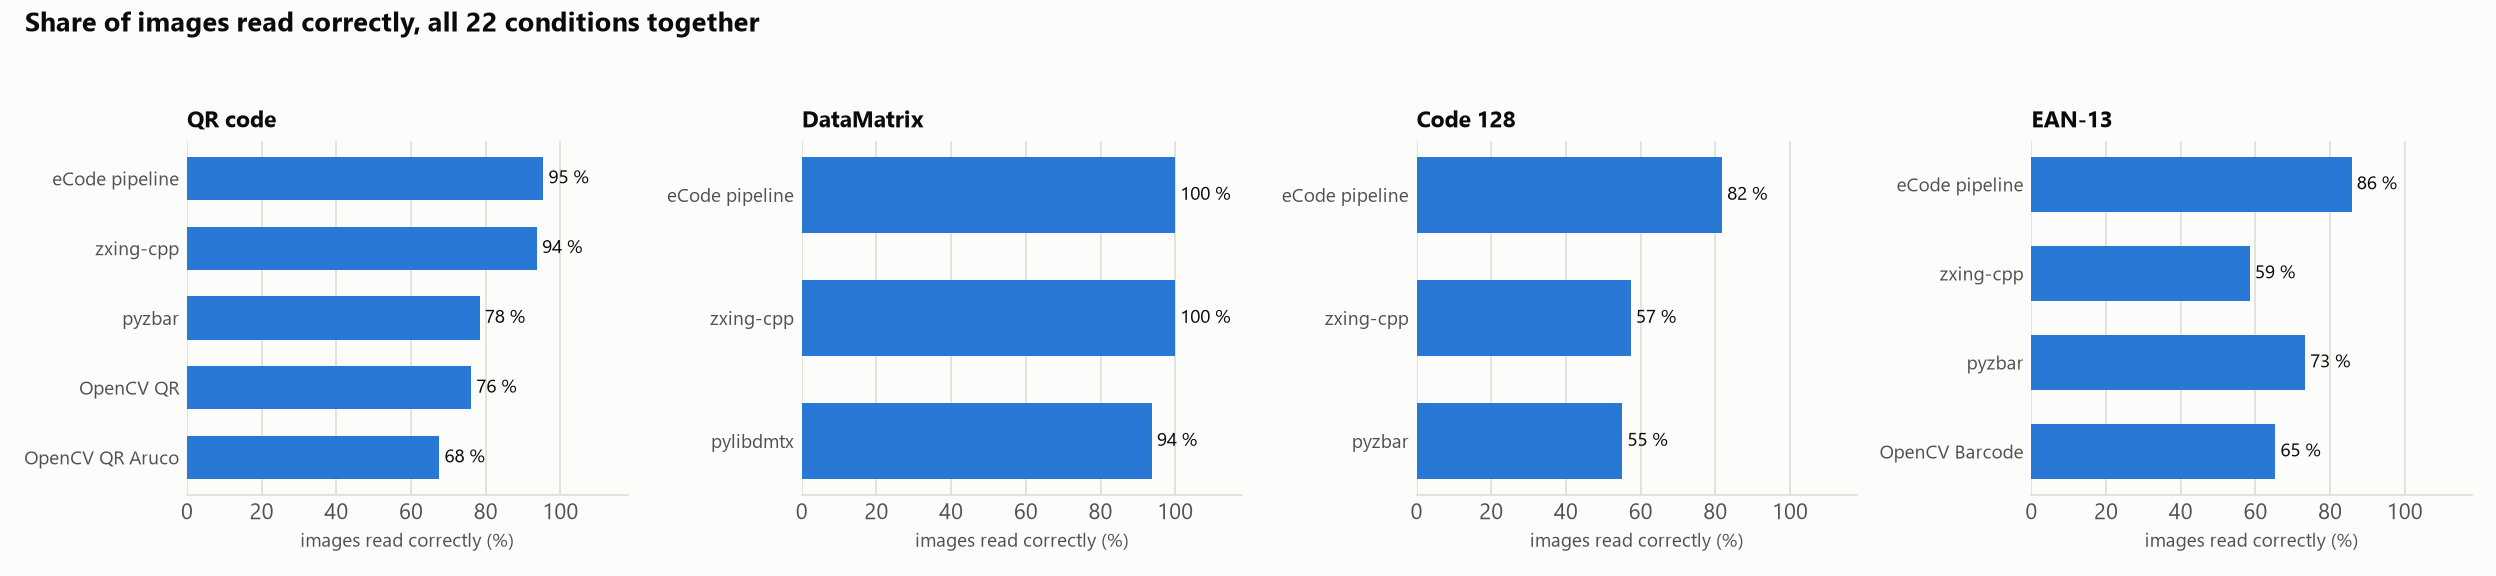 Share of images read correctly, all 22 conditions together
QR code
eCode pipeline 95 %
zxing-cpp 94 %
pyzbar 78 %
OpenCV QR 76 %
OpenCV QR Aruco 68 %
0 20 40 60 80 100
images read correctly (%)
DataMatrix
eCode pipeline 100 %
zxing-cpp 100 %
pylibdmtx 94 %
0 20 40 60 80 100
images read correctly (%)
Code 128
eCode pipeline 82 %
zxing-cpp 57 %
pyzbar 55 %
0 20 40 60 80 100
images read correctly (%)
EAN-13
eCode pipeline 86 %
zxing-cpp 59 %
pyzbar 73 %
OpenCV Barcode 65 %
0 20 40 60 80 100
images read correctly (%)